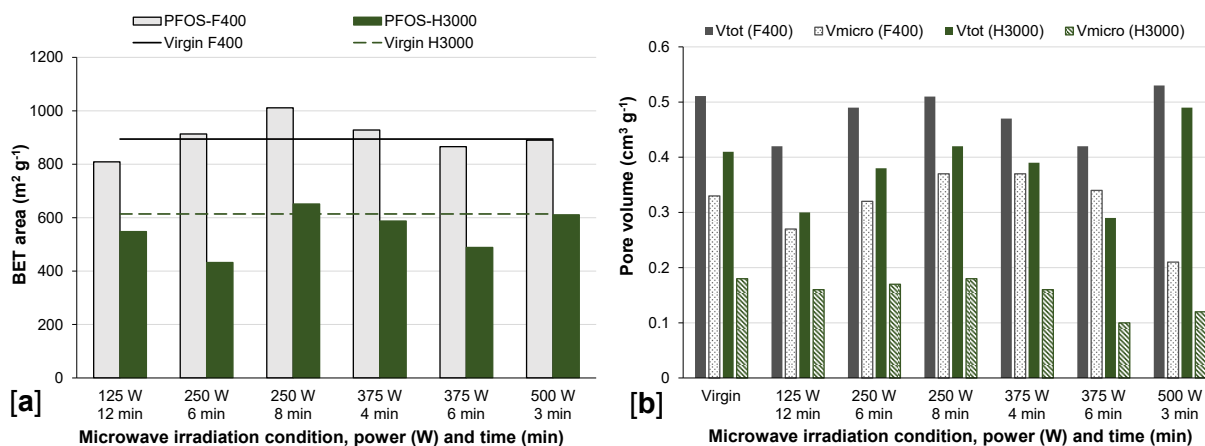 PFOS-F400 PFOS-H3000
Virgin F400 Virgin H3000
1200
1000
800
600
400
200
0
BET area (m² g⁻¹)
125 W 250 W 250 W 375 W 375 W 500 W
12 min 6 min 8 min 4 min 6 min 3 min
Microwave irradiation condition, power (W) and time (min)
[a]
Vtot (F400) Vmicro (F400) Vtot (H3000) Vmicro (H3000)
0.6
0.5
0.4
0.3
0.2
0.1
0
Pore volume (cm³ g⁻¹)
Virgin 125 W 250 W 250 W 375 W 375 W 500 W
12 min 6 min 8 min 4 min 6 min 3 min
Microwave irradiation condition, power (W) and time (min)
[b]